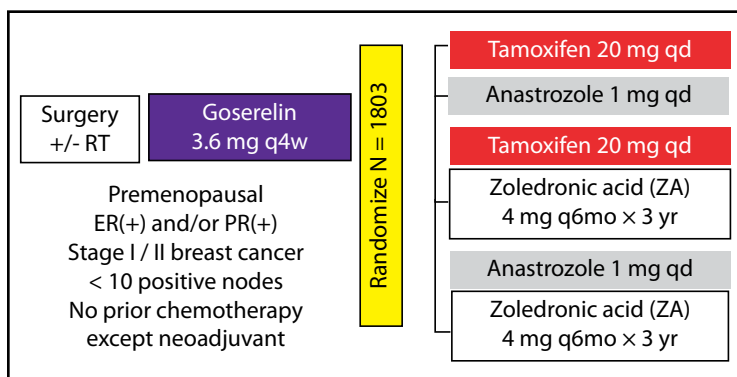 Surgery
+/- RT
Goserelin
3.6 mg q4w
Premenopausal
ER(+) and/or PR(+)
Stage I / II breast cancer
< 10 positive nodes
No prior chemotherapy
except neoadjuvant
Randomize N = 1803
Tamoxifen 20 mg qd
Anastrozole 1 mg qd
Tamoxifen 20 mg qd
Zoledronic acid (ZA)
4 mg q6mo × 3 yr
Anastrozole 1 mg qd
Zoledronic acid (ZA)
4 mg q6mo × 3 yr